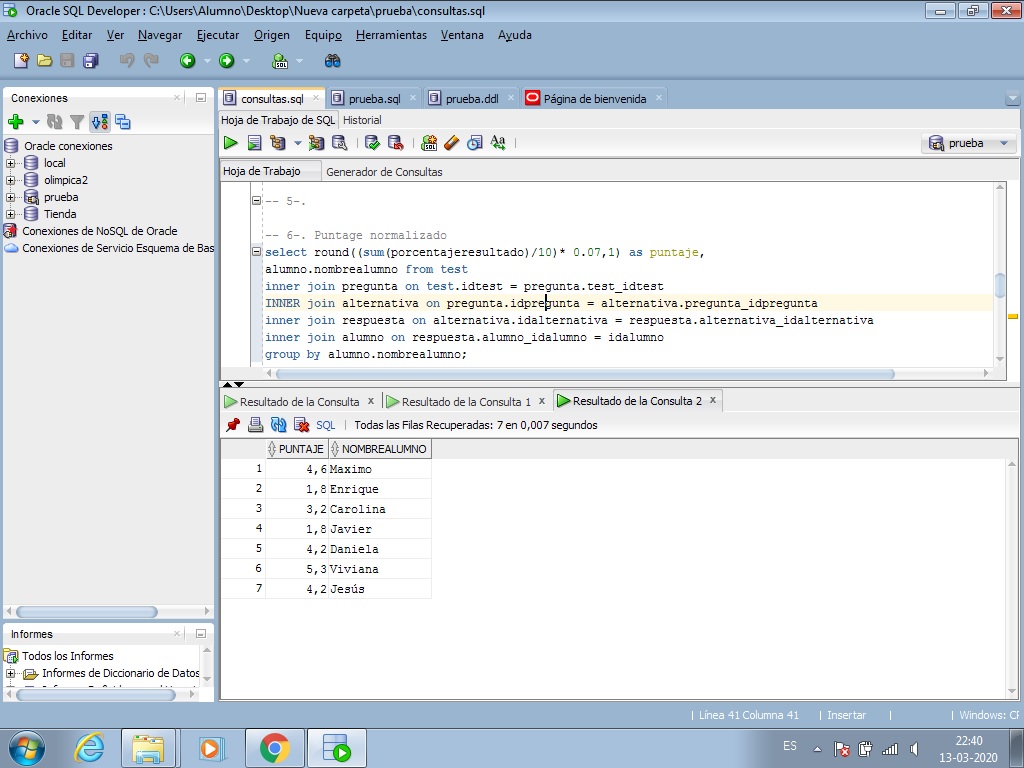 Oracle SQL Developer : C:\Users\Alumno\Desktop\Nueva carpeta\prueba\consultas.sql
Archivo Editar Ver Navegar Ejecutar Origen Equipo Herramientas Ventana Ayuda
Conexiones
consultas.sql prueba.sql prueba.ddl Página de bienvenida
Hoja de Trabajo de SQL Historial
prueba
Hoja de Trabajo Generador de Consultas
Oracle conexiones
local
olimpica2
prueba
Tienda
Conexiones de NoSQL de Oracle
Conexiones de Servicio Esquema de Bas
-- 5-.
-- 6-. Puntage normalizado
select round((sum(porcentajeresultado)/10)* 0.07,1) as puntaje,
alumno.nombrealumno from test
inner join pregunta on test.idtest = pregunta.test_idtest
INNER join alternativa on pregunta.idpregunta = alternativa.pregunta_idpregunta
inner join respuesta on alternativa.idalternativa = respuesta.alternativa_idalternativa
inner join alumno on respuesta.alumno_idalumno = idalumno
group by alumno.nombrealumno;
Resultado de la Consulta x Resultado de la Consulta 1 x Resultado de la Consulta 2 x
SQL | Todas las Filas Recuperadas: 7 en 0,007 segundos
PUNTAJE NOMBREALUMNO
1 4,6 Maximo
2 1,8 Enrique
3 3,2 Carolina
4 1,8 Javier
5 4,2 Daniela
6 5,3 Viviana
7 4,2 Jesús
Informes
Todos los Informes
Informes de Diccionario de Datos
| Línea 41 Columna 41 | Insertar | | Windows: CR
ES 22:40
13-03-2020